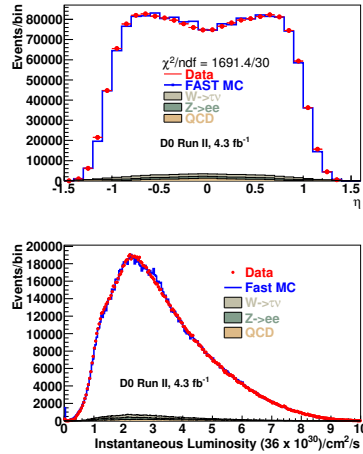 Events/bin
80000
70000
60000
50000
40000
30000
20000
10000
0
χ²/ndf = 1691.4/30
Data
FAST MC
W->τν
Z->ee
QCD
D0 Run II, 4.3 fb⁻¹
-1.5 -1 -0.5 0 0.5 1 1.5
η
Events/bin
20000
18000
16000
14000
12000
10000
8000
6000
4000
2000
0
Data
Fast MC
W->τν
Z->ee
QCD
D0 Run II, 4.3 fb⁻¹
0 1 2 3 4 5 6 7 8 9 10
Instantaneous Luminosity (36 x 10³⁰)/cm²/s